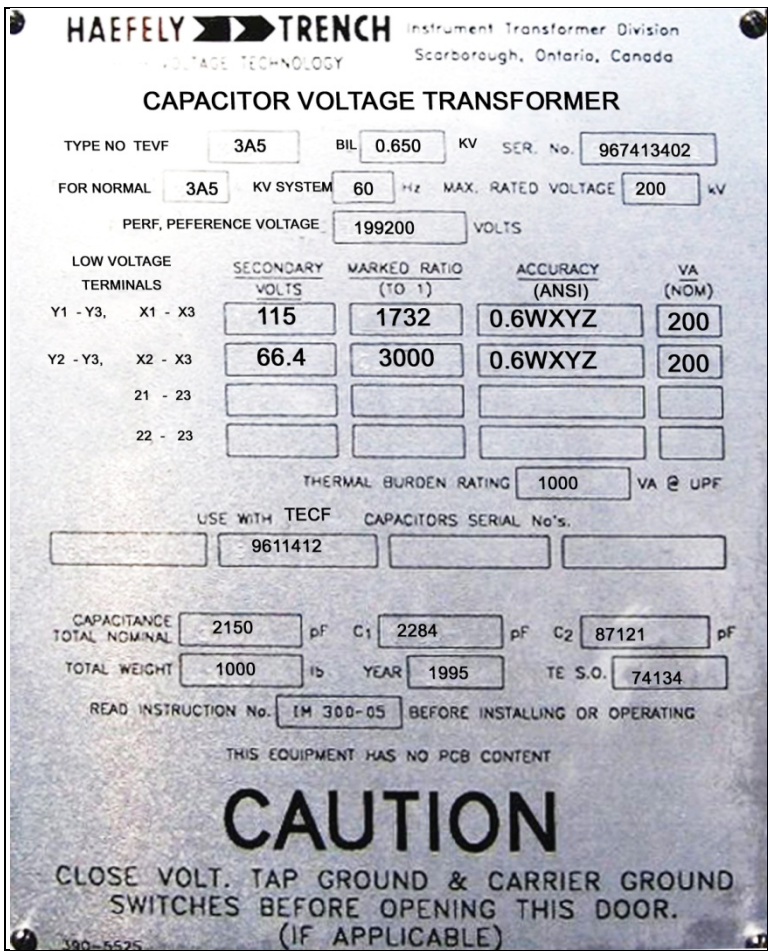 HAEFELY TRENCH Instrument Transformer Division
VOLTAGE TECHNOLOGY Scarborough, Ontario, Canada
CAPACITOR VOLTAGE TRANSFORMER
TYPE NO TEVF 3A5 BIL 0.650 KV SER. No. 967413402
FOR NORMAL 3A5 KV SYSTEM 60 Hz MAX. RATED VOLTAGE 200 kV
PERF, PEFERENCE VOLTAGE 199200 VOLTS
LOW VOLTAGE TERMINALS SECONDARY VOLTS MARKED RATIO (TO 1) ACCURACY (ANSI) VA (NOM)
Y1 - Y3, X1 - X3 115 1732 0.6WXYZ 200
Y2 - Y3, X2 - X3 66.4 3000 0.6WXYZ 200
21 - 23
22 - 23
THERMAL BURDEN RATING 1000 VA @ UPF
USE WITH TECF CAPACITORS SERIAL No's.
9611412
CAPACITANCE TOTAL NOMINAL 2150 pF C1 2284 pF C2 87121 pF
TOTAL WEIGHT 1000 lb YEAR 1995 TE S.O. 74134
READ INSTRUCTION No. IM 300-05 BEFORE INSTALLING OR OPERATING
THIS EQUIPMENT HAS NO PCB CONTENT
CAUTION
CLOSE VOLT. TAP GROUND & CARRIER GROUND
SWITCHES BEFORE OPENING THIS DOOR.
(IF APPLICABLE)
390-5525